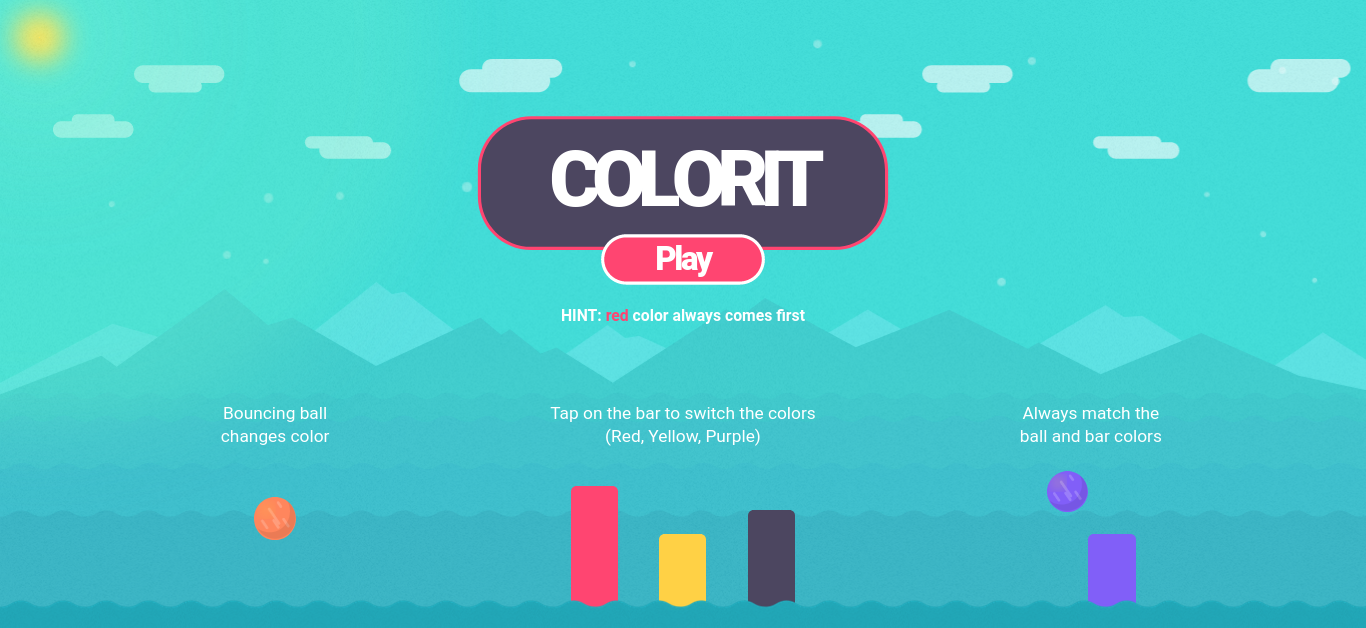 COLORIT
Play
HINT: red color always comes first
Bouncing ball
changes color
Tap on the bar to switch the colors
(Red, Yellow, Purple)
Always match the
ball and bar colors